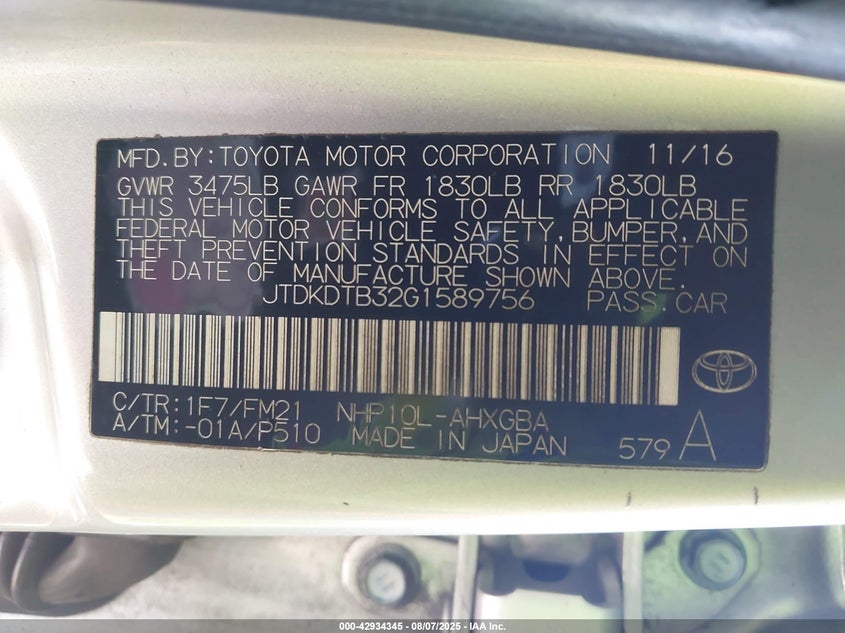 MFD. BY: TOYOTA MOTOR CORPORATION 11/16
GVWR 3475LB GAWR FR 1830LB RR 1830LB
THIS VEHICLE CONFORMS TO ALL APPLICABLE
FEDERAL MOTOR VEHICLE SAFETY, BUMPER, AND
THEFT PREVENTION STANDARDS IN EFFECT ON
THE DATE OF MANUFACTURE SHOWN ABOVE.
JTDKDTB32G1589756 PASS. CAR
C/TR: 1F7/FM21 NHP10L-AHXGBA
A/TM: -01A/P510 MADE IN JAPAN 579 A
000-42934345 - 08/07/2025 - IAA Inc.